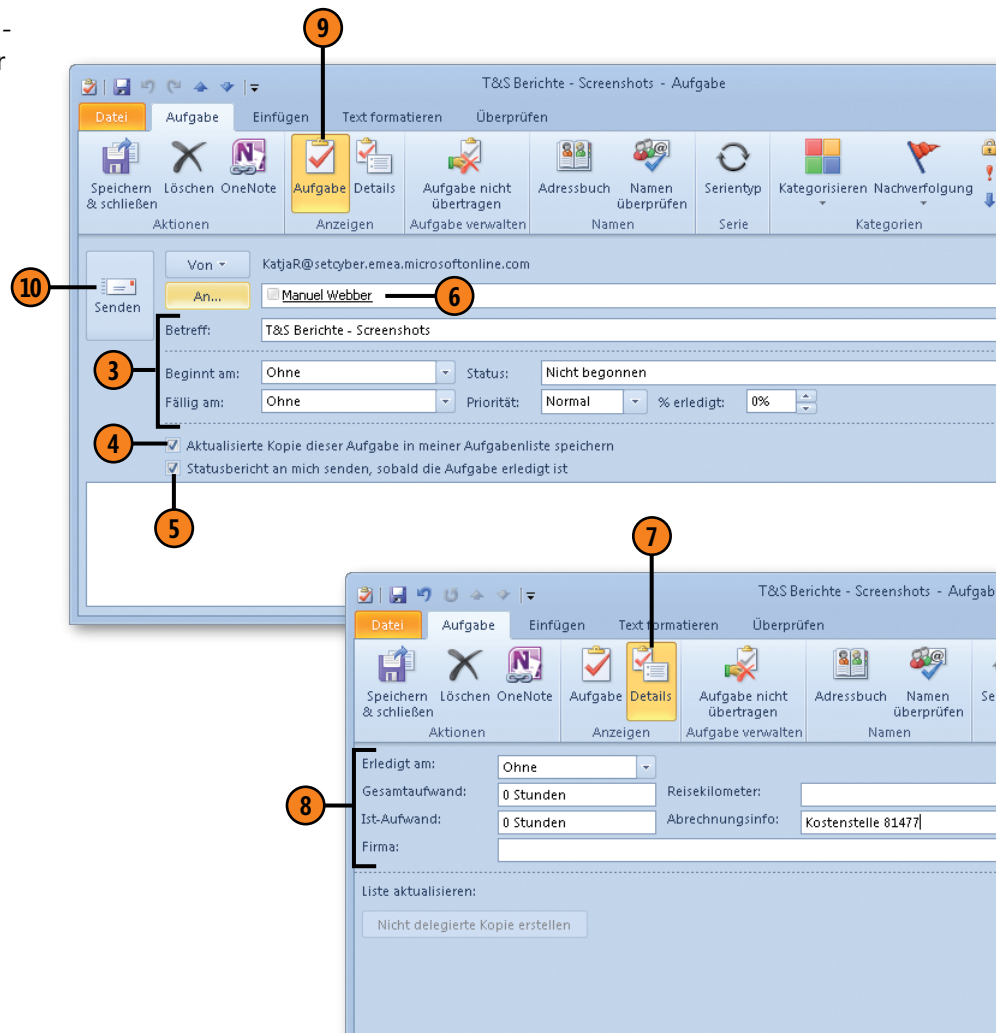 -
r
9
T&S Berichte - Screenshots - Aufgabe
Datei Aufgabe Einfügen Text formatieren Überprüfen
Speichern & schließen
Löschen
OneNote
Aufgabe
Details
Aufgabe nicht übertragen
Adressbuch
Namen überprüfen
Serientyp
Kategorisieren
Nachverfolgung
Aktionen Anzeigen Aufgabe verwalten Namen Serie Kategorien
10
Senden
Von KatjaR@setcyber.emea.microsoftonline.com
An... Manuel Webber
6
Betreff: T&S Berichte - Screenshots
3
Beginnt am: Ohne Status: Nicht begonnen
Fällig am: Ohne Priorität: Normal % erledigt: 0%
4
Aktualisierte Kopie dieser Aufgabe in meiner Aufgabenliste speichern
Statusbericht an mich senden, sobald die Aufgabe erledigt ist
5
7
T&S Berichte - Screenshots - Aufgab
Datei Aufgabe Einfügen Text formatieren Überprüfen
Speichern & schließen
Löschen
OneNote
Aufgabe
Details
Aufgabe nicht übertragen
Adressbuch
Namen überprüfen
Se
Aktionen Anzeigen Aufgabe verwalten Namen
8
Erledigt am: Ohne
Gesamtaufwand: 0 Stunden Reisekilometer:
Ist-Aufwand: 0 Stunden Abrechnungsinfo: Kostenstelle 81477
Firma:
Liste aktualisieren:
Nicht delegierte Kopie erstellen